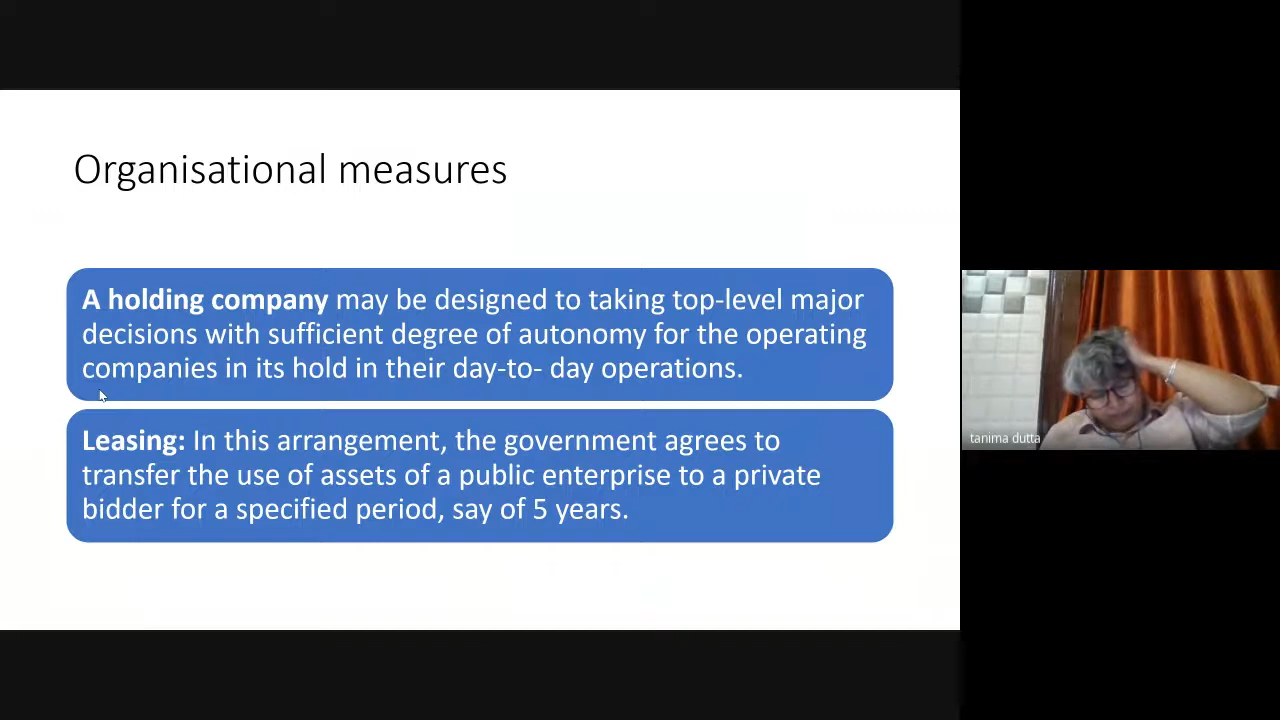 Organisational measures
A holding company may be designed to taking top-level major
decisions with sufficient degree of autonomy for the operating
companies in its hold in their day-to- day operations.
Leasing: In this arrangement, the government agrees to
transfer the use of assets of a public enterprise to a private
bidder for a specified period, say of 5 years.
tanima dutta